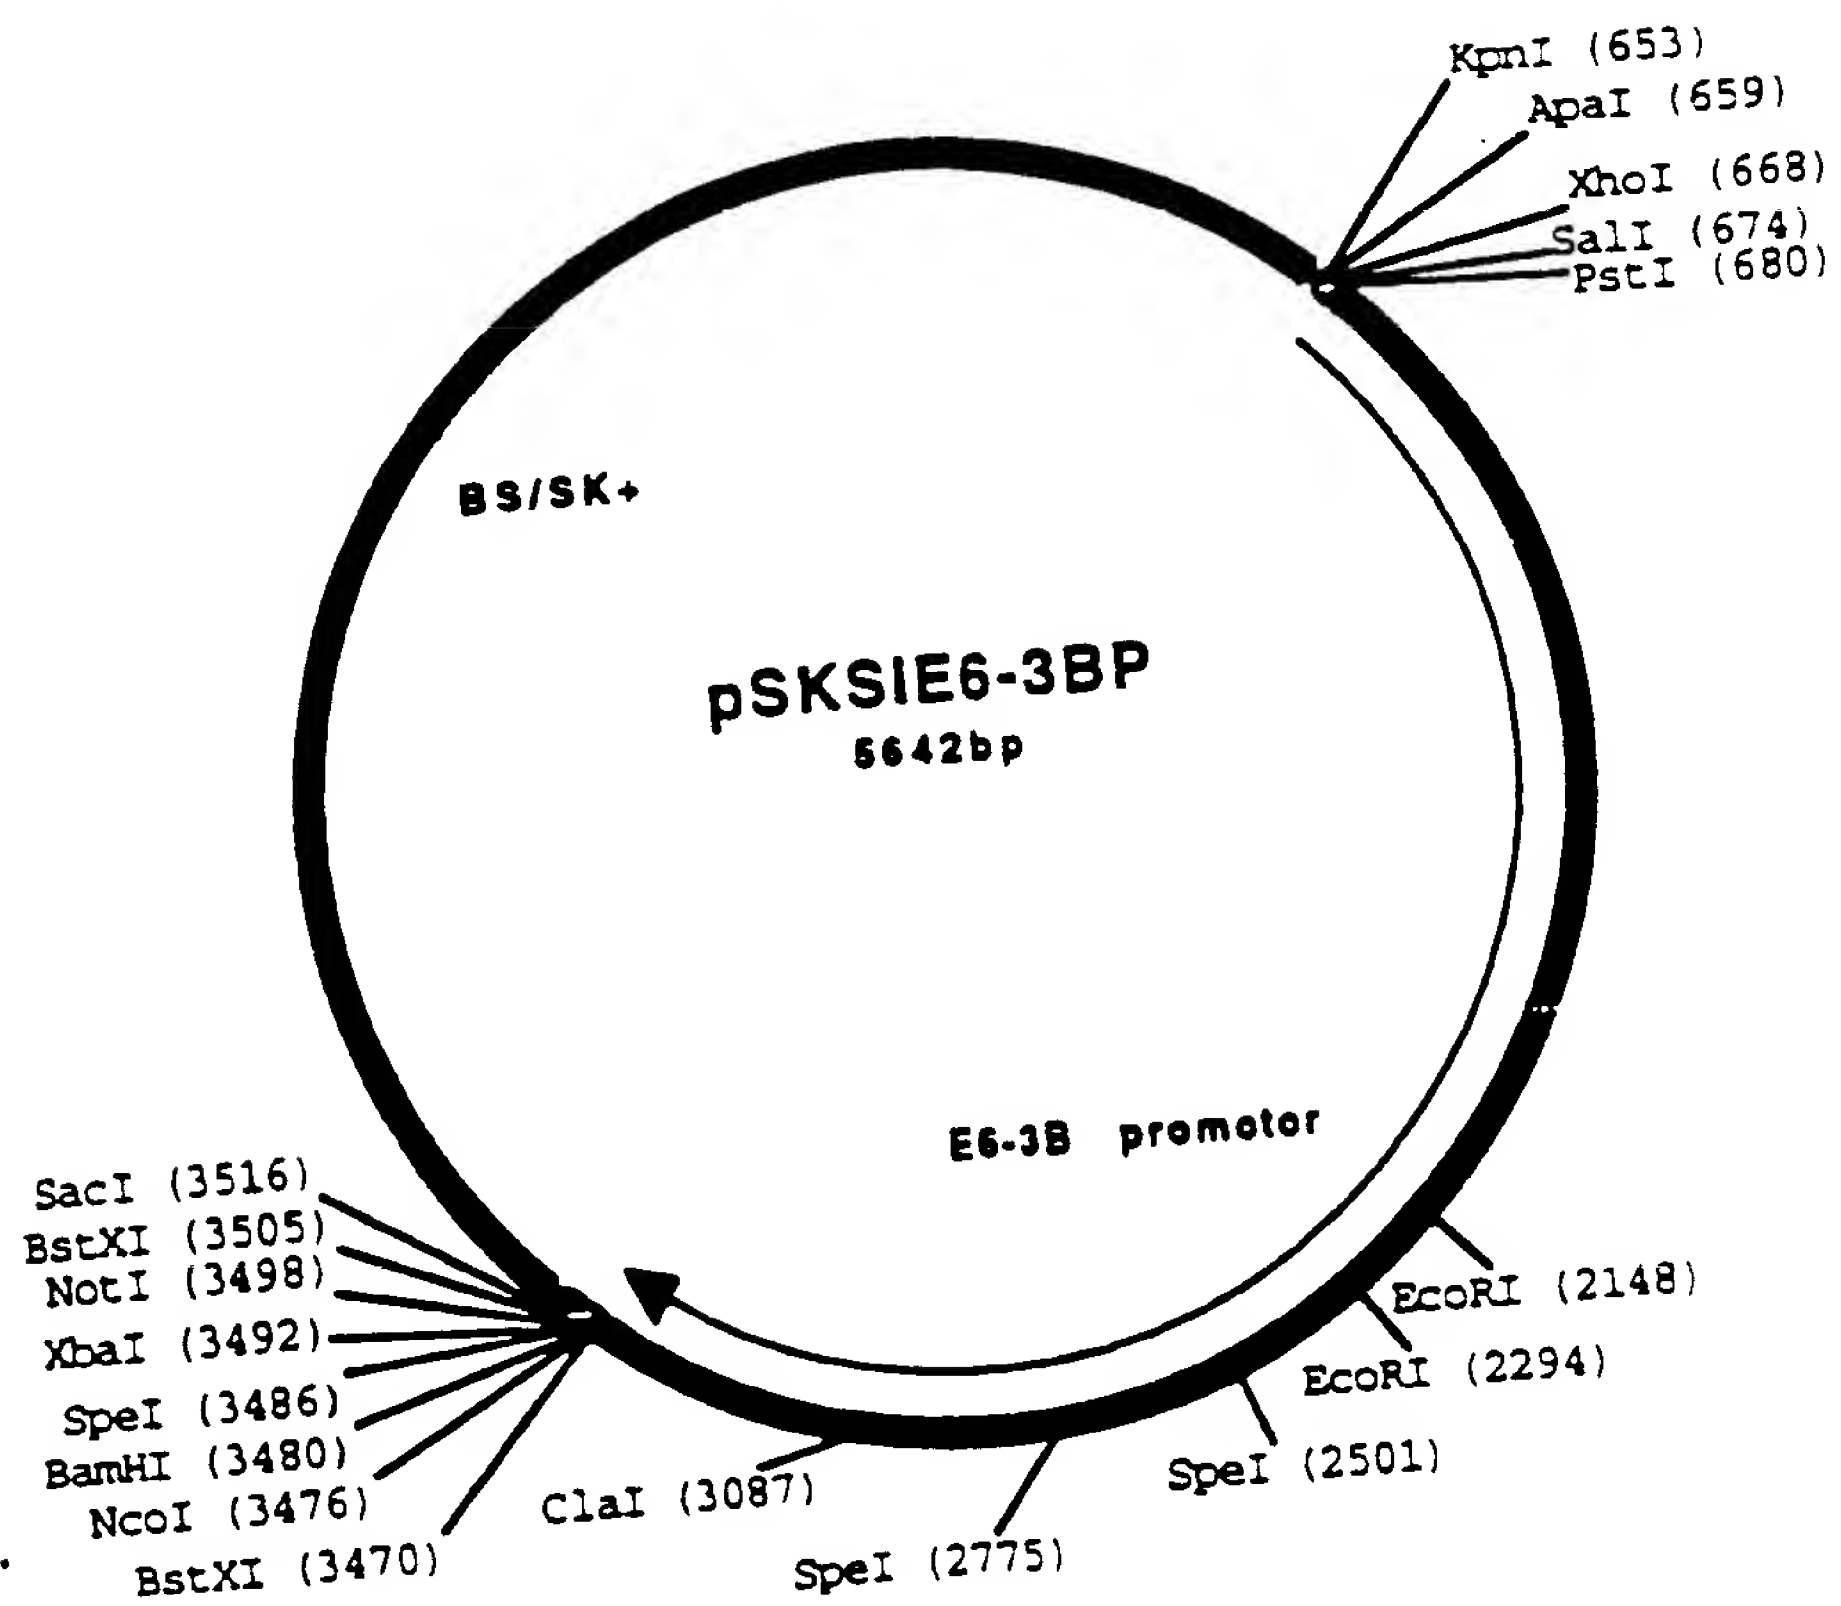 KpnI (653)
ApaI (659)
XhoI (668)
SalI (674)
PstI (680)
BS/SK+
pSKSIE6-3BP
5642bp
E6-3B promotor
SacI (3516)
BstXI (3505)
NotI (3498)
XbaI (3492)
SpeI (3486)
BamHI (3480)
NcoI (3476)
BstXI (3470)
ClaI (3087)
SpeI (2775)
SpeI (2501)
EcoRI (2294)
EcoRI (2148)